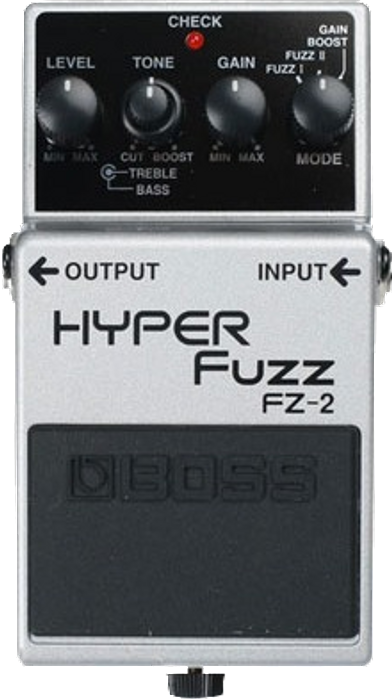 CHECK
LEVEL TONE GAIN
GAIN
BOOST
FUZZ II
FUZZ I
MIN MAX CUT BOOST MIN MAX MODE
TREBLE
BASS
OUTPUT INPUT
HYPER
FUZZ
FZ-2
BOSS